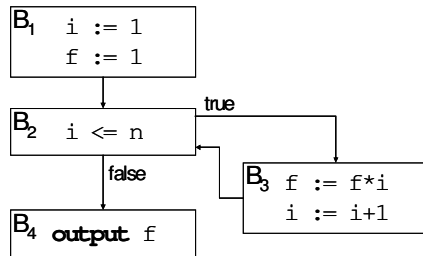 B1 i := 1
f := 1
B2 i <= n
true
false
B3 f := f*i
i := i+1
B4 output f